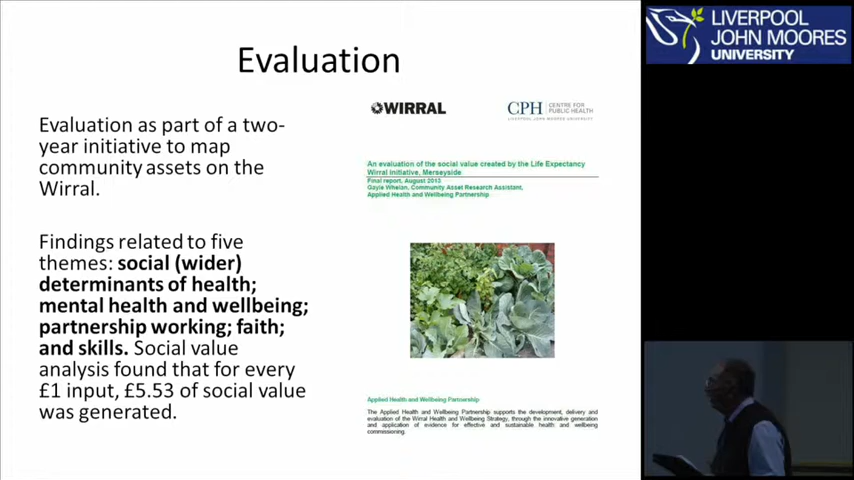 Evaluation
Evaluation as part of a two-
year initiative to map
community assets on the
Wirral.
Findings related to five
themes: social (wider)
determinants of health;
mental health and wellbeing;
partnership working; faith;
and skills. Social value
analysis found that for every
£1 input, £5.53 of social value
was generated.
WIRRAL
CPH CENTRE FOR
PUBLIC HEALTH
LIVERPOOL JOHN MOORES UNIVERSITY
An evaluation of the social value created by the Life Expectancy
Wirral Initiative, Merseyside
Final report, August 2013
Gayle Whelan, Community Asset Research Assistant,
Applied Health and Wellbeing Partnership
Applied Health and Wellbeing Partnership
The Applied Health and Wellbeing Partnership supports the development, delivery and
evaluation of the Wirral Health and Wellbeing Strategy, through the innovative generation
and application of evidence for effective and sustainable health and wellbeing
commissioning.
LIVERPOOL
JOHN MOORES
UNIVERSITY